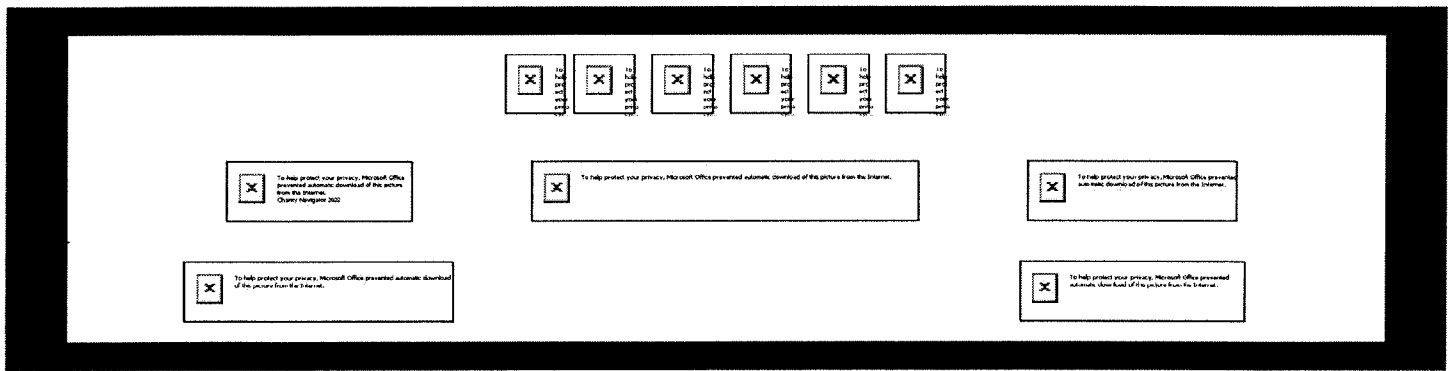 To help protect your privacy, Microsoft Office
prevented automatic download of this picture
from the Internet.
Charity Navigator 2022
To help protect your privacy, Microsoft Office prevented automatic download of this picture from the Internet.
To help protect your privacy, Microsoft Office prevented
automatic download of this picture from the Internet.
To help protect your privacy, Microsoft Office prevented automatic download
of this picture from the Internet.
To help protect your privacy, Microsoft Office prevented
automatic download of this picture from the Internet.